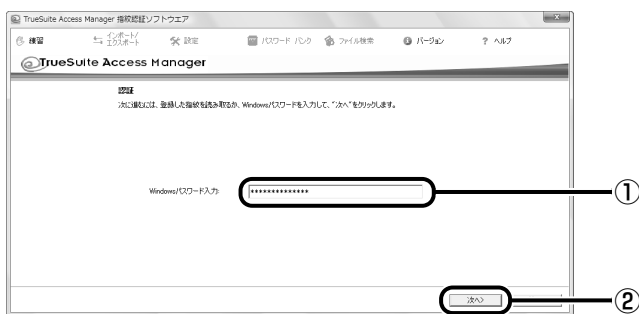 TrueSuite Access Manager 指紋認証ソフトウエア
練習 インポート/エクスポート 設定 パスワード バンク ファイル検索 バージョン ? ヘルプ
TrueSuite Access Manager
認証
次に進むには、登録した指紋を読み取るか、Windowsパスワードを入力して、“次へ”をクリックします。
Windowsパスワード入力: **************
①
次へ>
②